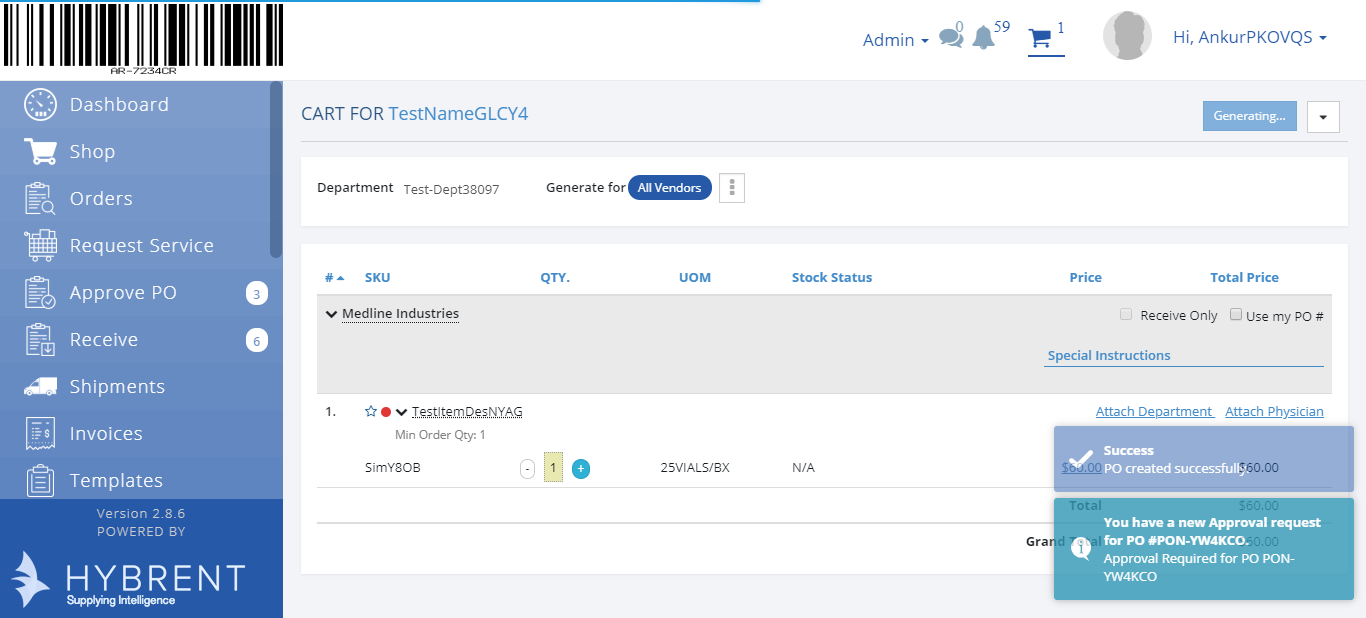 AR-7234CR
Admin
0
59
1
Hi, AnkurPKOVQS
Dashboard
Shop
Orders
Request Service
Approve PO 3
Receive 6
Shipments
Invoices
Templates
Version 2.8.6
POWERED BY
HYBRENT
Supplying Intelligence
CART FOR TestNameGLCY4
Generating...
Department Test-Dept38097 Generate for All Vendors
# SKU QTY. UOM Stock Status Price Total Price
Medline Industries Receive Only Use my PO #
Special Instructions
1. TestItemDesNYAG Attach Department Attach Physician
Min Order Qty: 1
SimY8OB - 1 + 25VIALS/BX N/A $60.00 $60.00
Total $60.00
Grand Total $60.00
Success
PO created successfully
You have a new Approval request
for PO #PON-YW4KCO.
Approval Required for PO PON-
YW4KCO